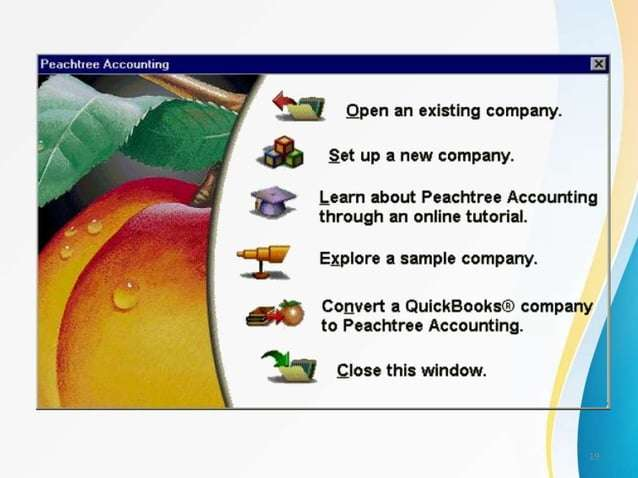 Peachtree Accounting
Open an existing company.
Set up a new company.
Learn about Peachtree Accounting
through an online tutorial.
Explore a sample company.
Convert a QuickBooks® company
to Peachtree Accounting.
Close this window.
19